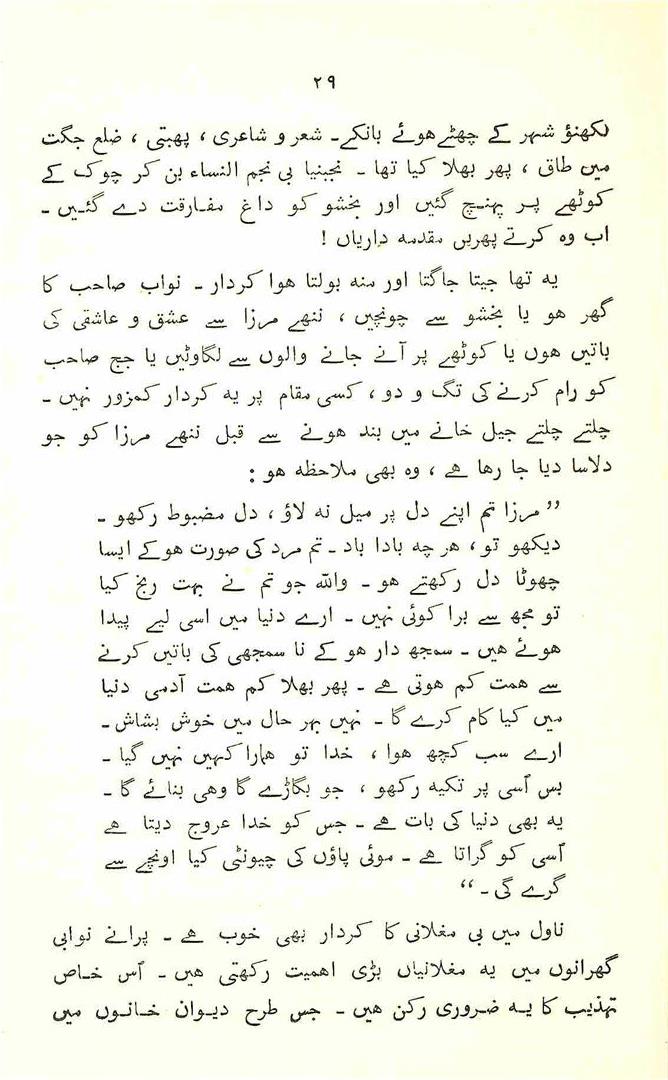 ۲۹
لکھنؤ شہر کے چھٹے ہوئے بانکے۔ شعر و شاعری ، پھبتی ، ضلع جگت
میں طاق ، پھر بھلا کیا تھا ۔ نجبنیا بی نجم النساء بن کر چوک کے
کوٹھے پر پہنچ گئیں اور بخشو کو داغ مفارقت دے گئیں ۔
اب وہ کرتے پھریں مقدمہ داریاں !
یہ تھا جیتا جاگتا اور منہ بولتا ہوا کردار ۔ نواب صاحب کا
گھر ہو یا بخشو سے چونچیں ، ننھے مرزا سے عشق و عاشقی کی
باتیں ہوں یا کوٹھے پر آنے جانے والوں سے لگاوٹیں یا جج صاحب
کو رام کرنے کی تگ و دو ، کسی مقام پر یہ کردار کمزور نہیں ۔
چلتے چلتے جیل خانے میں بند ہونے سے قبل ننھے مرزا کو جو
دلاسا دیا جا رہا ہے ، وہ بھی ملاحظہ ہو :
”مرزا تم اپنے دل پر میل نہ لاؤ ، دل مضبوط رکھو ۔
دیکھو تو ، ہر چہ بادا باد ۔ تم مرد کی صورت ہو کے ایسا
چھوٹا دل رکھتے ہو ۔ واللہ جو تم نے بہت رنج کیا
تو مجھ سے برا کوئی نہیں ۔ ارے دنیا میں اسی لیے پیدا
ہوئے ہیں ۔ سمجھ دار ہو کے نا سمجھی کی باتیں کرنے
سے ہمت کم ہوتی ہے ۔ پھر بھلا کم ہمت آدمی دنیا
میں کیا کام کرے گا ۔ نہیں بہر حال میں خوش بشاش ۔
ارے سب کچھ ہوا ، خدا تو ہمارا کہیں نہیں گیا ۔
بس اُسی پر تکیہ رکھو ، جو بگاڑے گا وہی بنائے گا ۔
یہ بھی دنیا کی بات ہے ۔ جس کو خدا عروج دیتا ہے
اُسی کو گراتا ہے ۔ موئی پاؤں کی چیونٹی کیا اونچے سے
گرے گی ۔“
ناول میں بی مغلانی کا کردار بھی خوب ہے ۔ پرانے نوابی
گھرانوں میں یہ مغلانیاں بڑی اہمیت رکھتی ہیں ۔ اُس خاص
تہذیب کا یہ ضروری رکن ہیں ۔ جس طرح دیوان خانوں میں